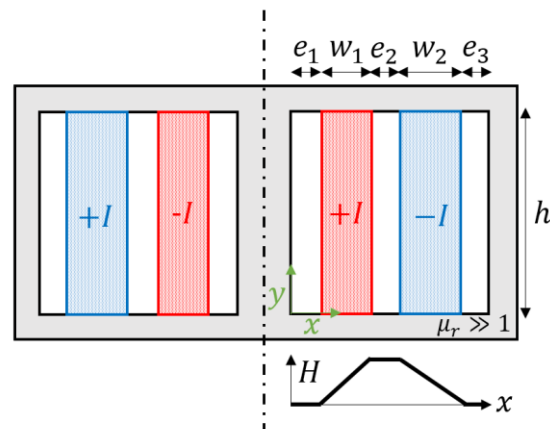 e₁ w₁ e₂ w₂ e₃
+I -I +I −I h
y
x
μᵣ ≫ 1
H
x